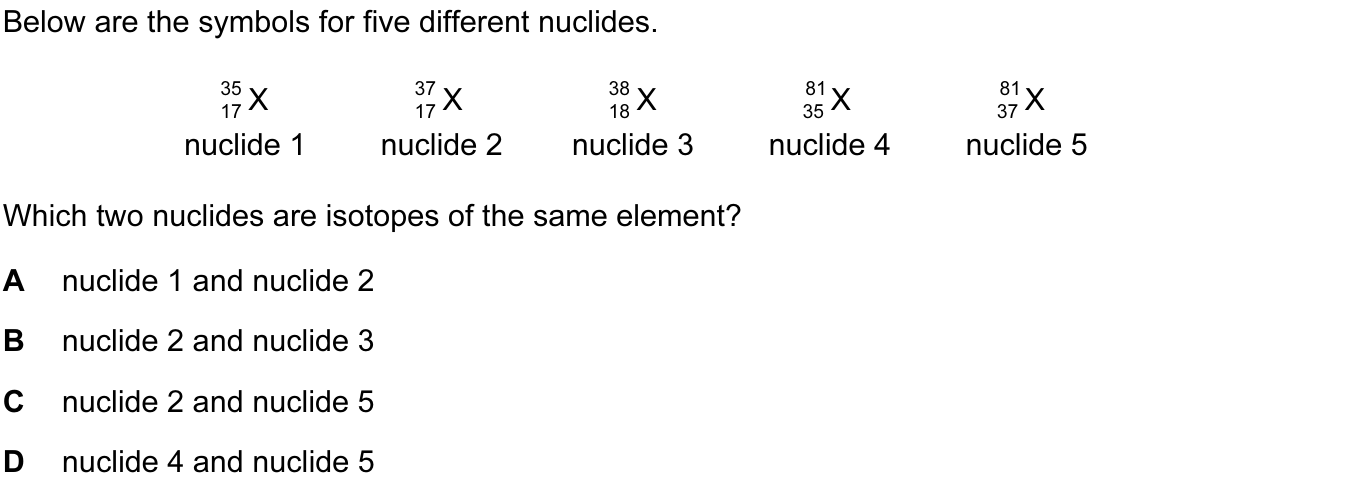 Below are the symbols for five different nuclides.
35 37 38 81 81
17 X 17 X 18 X 35 X 37 X
nuclide 1 nuclide 2 nuclide 3 nuclide 4 nuclide 5
Which two nuclides are isotopes of the same element?
A nuclide 1 and nuclide 2
B nuclide 2 and nuclide 3
C nuclide 2 and nuclide 5
D nuclide 4 and nuclide 5